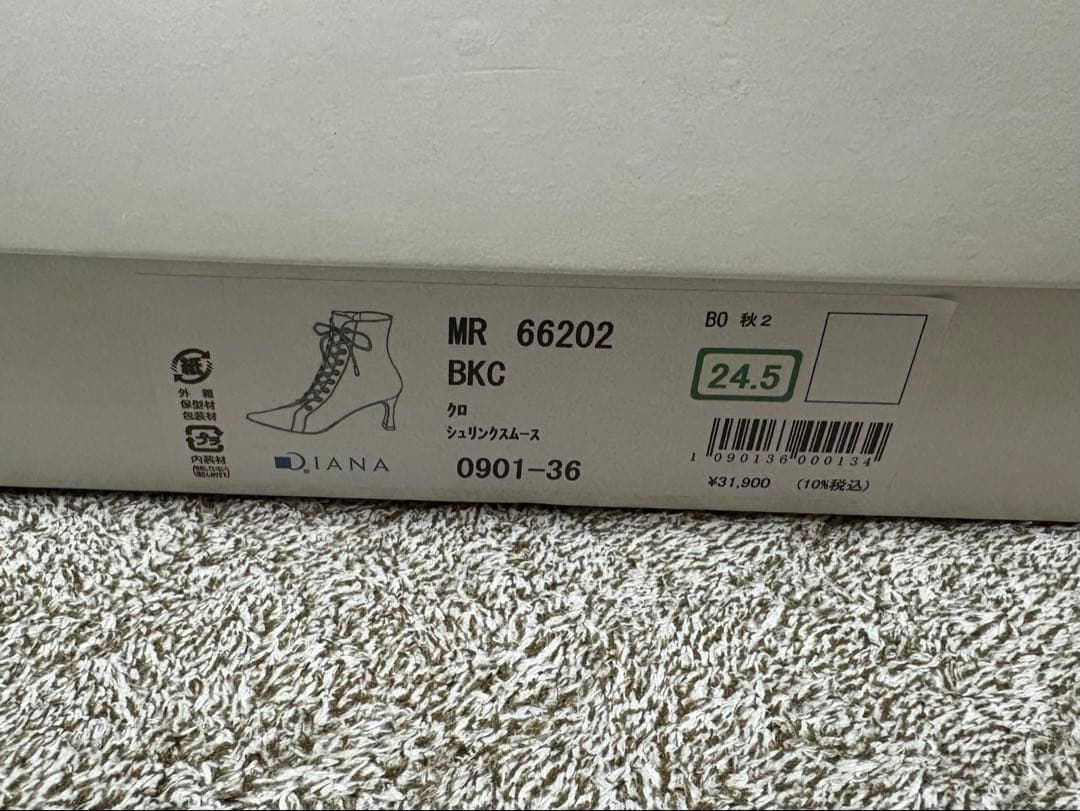 紙
外 箱
保型材
包装材
プラ
内装材
DIANA
MR 66202
BKC
クロ
シュリンクスムース
0901-36
BO 秋2
24.5
1 090136 000134
¥31,900 (10%税込)